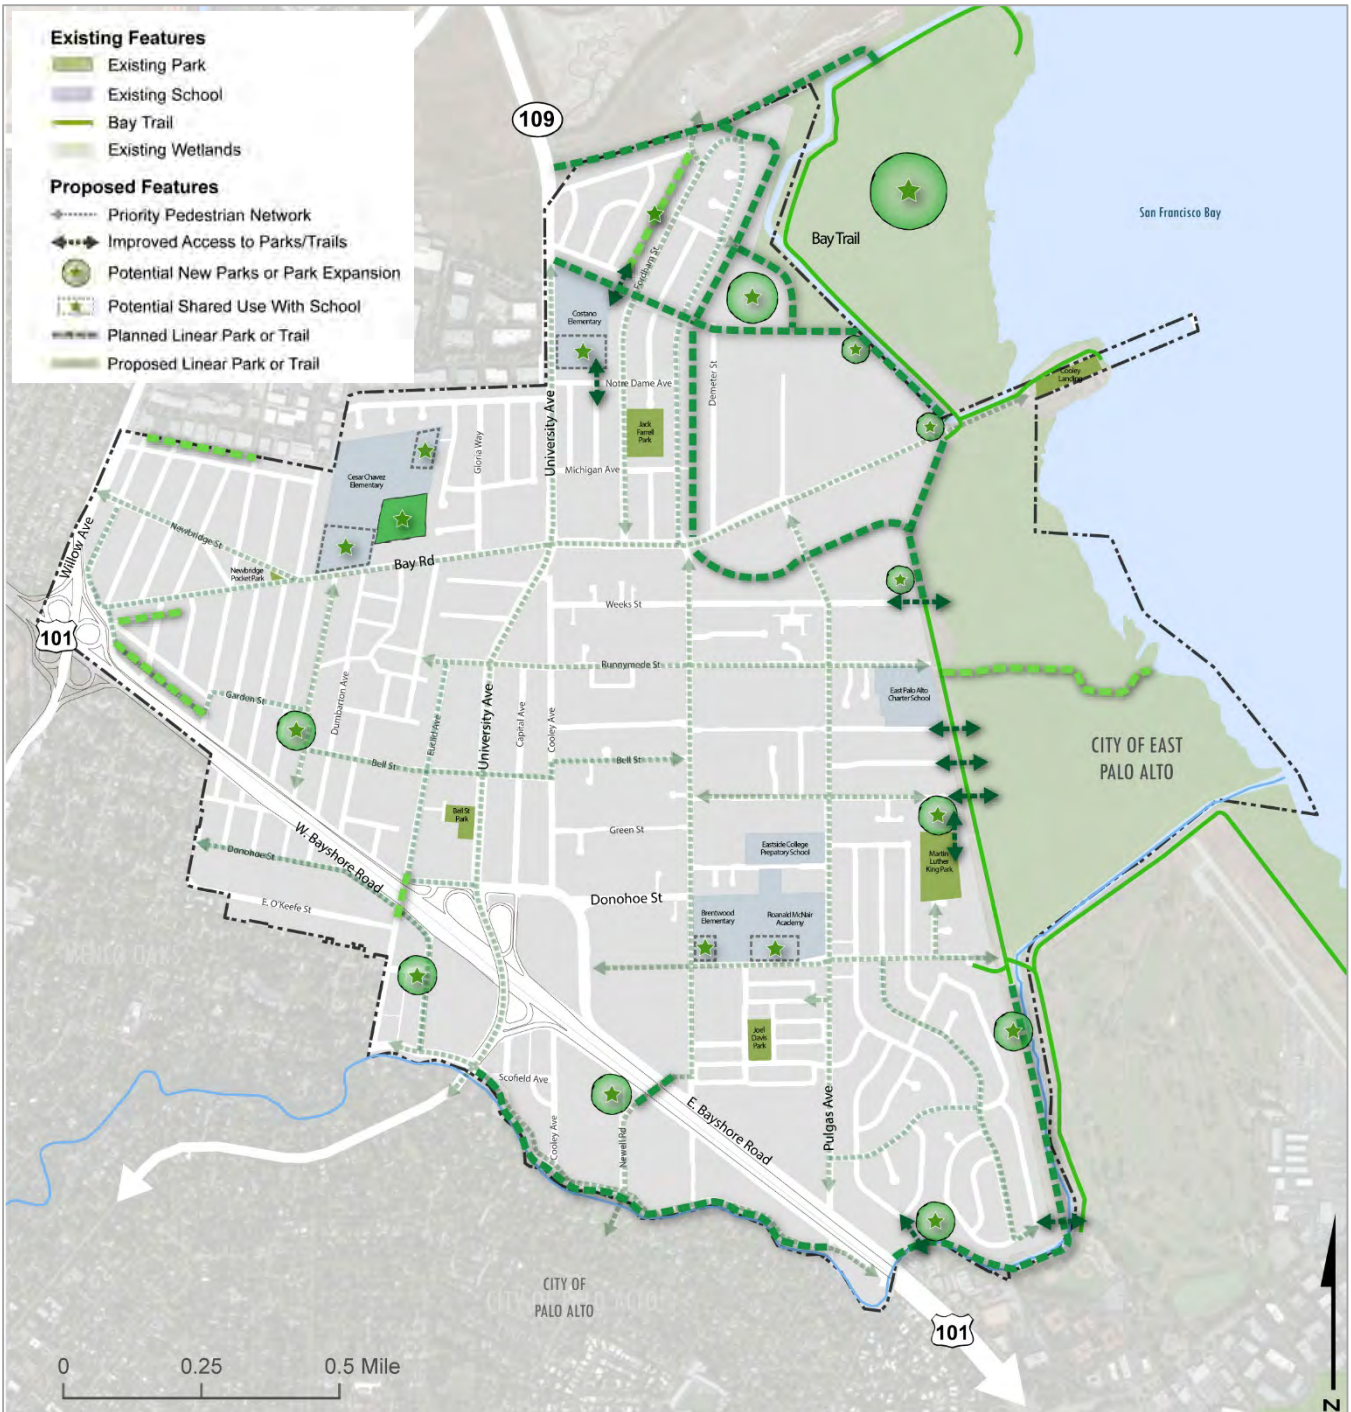 Existing Features
Existing Park
Existing School
Bay Trail
Existing Wetlands
Proposed Features
Priority Pedestrian Network
Improved Access to Parks/Trails
Potential New Parks or Park Expansion
Potential Shared Use With School
Planned Linear Park or Trail
Proposed Linear Park or Trail
109
San Francisco Bay
Bay Trail
Fordham St
Costano
Elementary
Cooley
Landing
Notre Dame Ave
Demeter St
University Ave
Jack
Farrell
Park
Gloria Way
Michigan Ave
Cesar Chavez
Elementary
Willow Ave
Newbridge St
Newbridge
Pocket Park
Bay Rd
Weeks St
101
Runnymede St
East Palo Alto
Charter School
Garden St
Dumbarton Ave
Euclid Ave
University Ave
Capital Ave
Cooley Ave
Bell St
Bell St
CITY OF EAST
PALO ALTO
Bell St
Park
Green St
W. Bayshore Road
Donohoe St
Eastside College
Prepatory School
Martin
Luther
King Park
E. O'Keefe St
Donohoe St
Brentwood
Elementary
Roanald McNair
Academy
Joel
Davis
Park
Scofield Ave
Cooley Ave
Newell Rd
E. Bayshore Road
Pulgas Ave
CITY OF
PALO ALTO
101
0
0.25
0.5 Mile
N